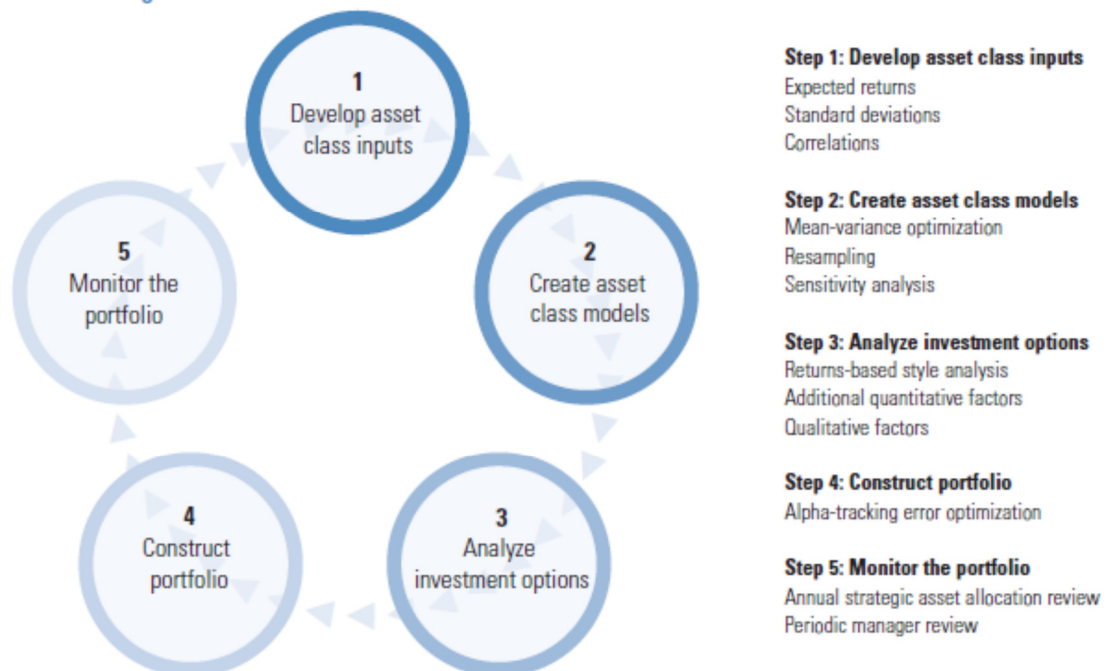 1
Develop asset
class inputs
2
Create asset
class models
3
Analyze
investment options
4
Construct
portfolio
5
Monitor the
portfolio
Step 1: Develop asset class inputs
Expected returns
Standard deviations
Correlations
Step 2: Create asset class models
Mean-variance optimization
Resampling
Sensitivity analysis
Step 3: Analyze investment options
Returns-based style analysis
Additional quantitative factors
Qualitative factors
Step 4: Construct portfolio
Alpha-tracking error optimization
Step 5: Monitor the portfolio
Annual strategic asset allocation review
Periodic manager review